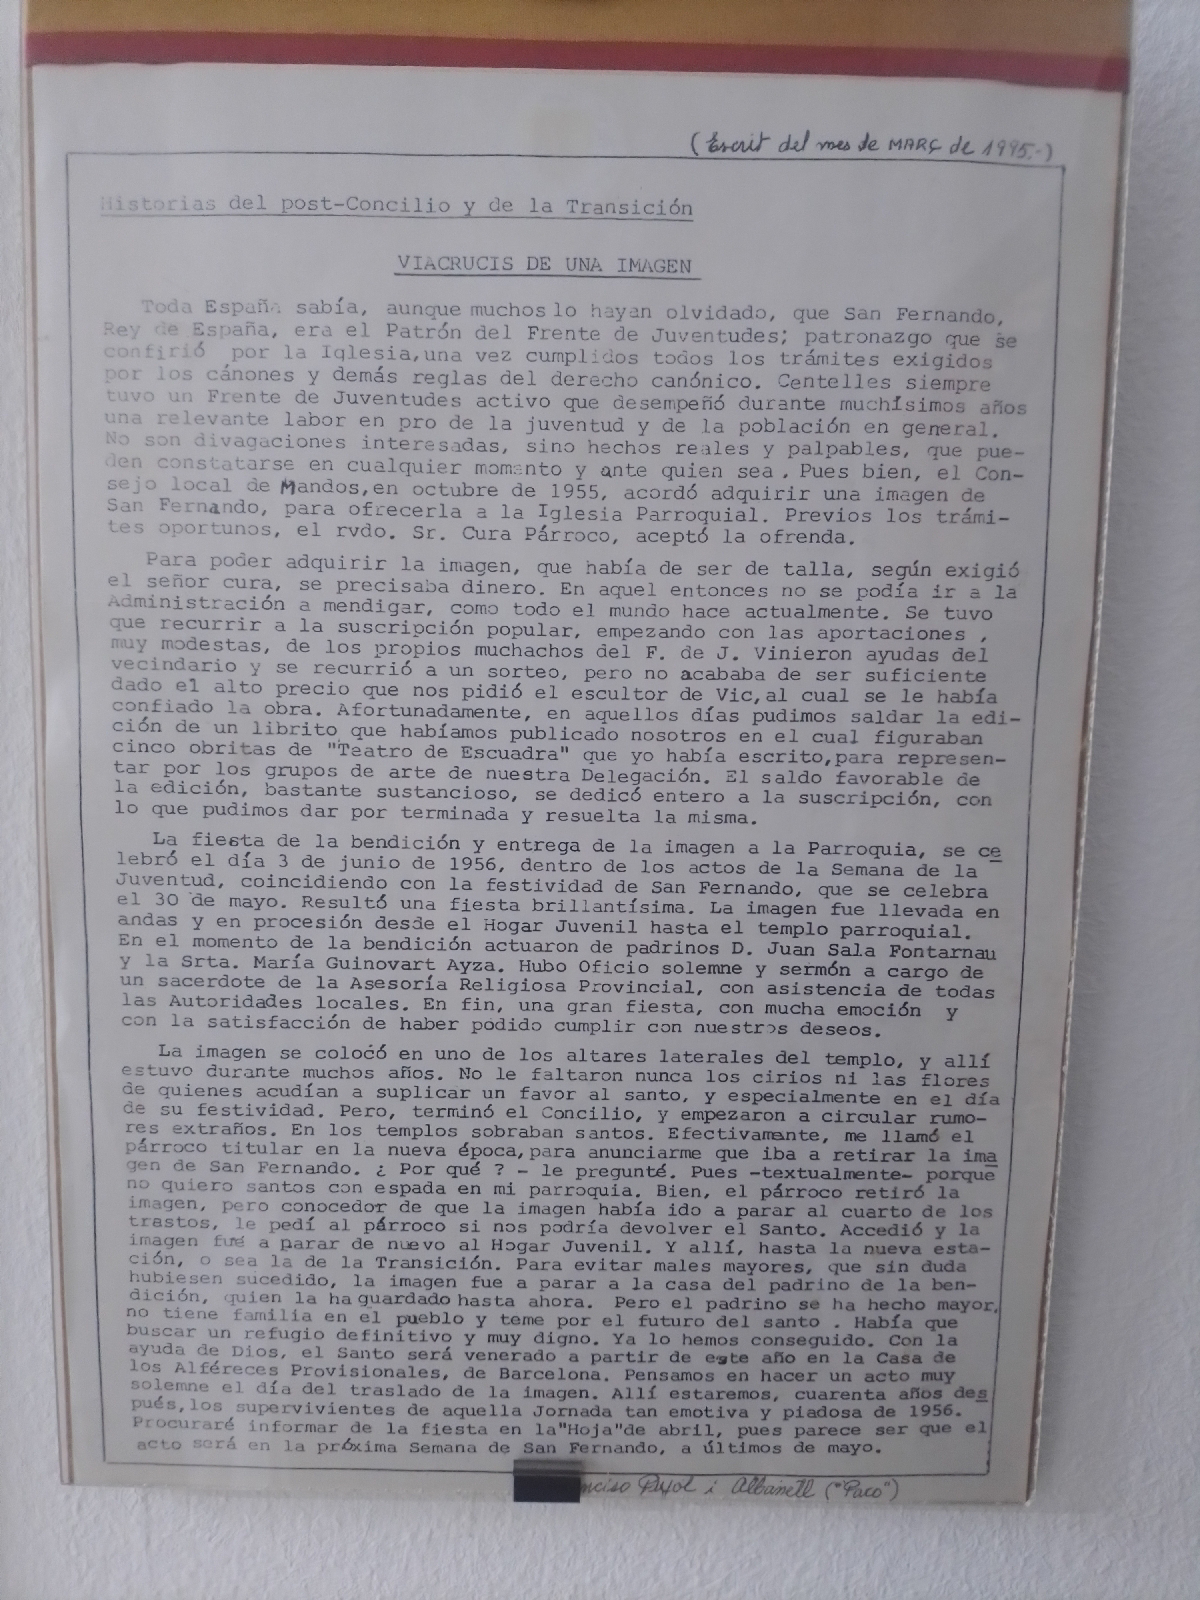 (Escrit del mes de MARÇ de 1995.-)
Historias del post-Concilio y de la Transición
VIACRUCIS DE UNA IMAGEN
Toda España sabía, aunque muchos lo hayan olvidado, que San Fernando,
Rey de España, era el Patrón del Frente de Juventudes; patronazgo que se
confirió por la Iglesia, una vez cumplidos todos los trámites exigidos
por los cánones y demás reglas del derecho canónico. Centelles siempre
tuvo un Frente de Juventudes activo que desempeñó durante muchísimos años
una relevante labor en pro de la juventud y de la población en general.
No son divagaciones interesadas, sino hechos reales y palpables, que pue-
den constatarse en cualquier momento y ante quien sea. Pues bien, el Con-
sejo local de Mandos, en octubre de 1955, acordó adquirir una imagen de
San Fernando, para ofrecerla a la Iglesia Parroquial. Previos los trámi-
tes oportunos, el rvdo. Sr. Cura Párroco, aceptó la ofrenda.
Para poder adquirir la imagen, que había de ser de talla, según exigió
el señor cura, se precisaba dinero. En aquel entonces no se podía ir a la
Administración a mendigar, como todo el mundo hace actualmente. Se tuvo
que recurrir a la suscripción popular, empezando con las aportaciones ,
muy modestas, de los propios muchachos del F. de J. Vinieron ayudas del
vecindario y se recurrió a un sorteo, pero no acababa de ser suficiente
dado el alto precio que nos pidió el escultor de Vic, al cual se le había
confiado la obra. Afortunadamente, en aquellos días pudimos saldar la edi-
ción de un librito que habíamos publicado nosotros en el cual figuraban
cinco obritas de "Teatro de Escuadra" que yo había escrito, para represen-
tar por los grupos de arte de nuestra Delegación. El saldo favorable de
la edición, bastante sustancioso, se dedicó entero a la suscripción, con
lo que pudimos dar por terminada y resuelta la misma.
La fiesta de la bendición y entrega de la imagen a la Parroquia, se ce
lebró el día 3 de junio de 1956, dentro de los actos de la Semana de la
Juventud, coincidiendo con la festividad de San Fernando, que se celebra
el 30 de mayo. Resultó una fiesta brillantísima. La imagen fue llevada en
andas y en procesión desde el Hogar Juvenil hasta el templo parroquial.
En el momento de la bendición actuaron de padrinos D. Juan Sala Fontarnau
y la Srta. María Guinovart Ayza. Hubo Oficio solemne y sermón a cargo de
un sacerdote de la Asesoría Religiosa Provincial, con asistencia de todas
las Autoridades locales. En fin, una gran fiesta, con mucha emoción y
con la satisfacción de haber podido cumplir con nuestros deseos.
La imagen se colocó en uno de los altares laterales del templo, y allí
estuvo durante muchos años. No le faltaron nunca los cirios ni las flores
de quienes acudían a suplicar un favor al santo, y especialmente en el día
de su festividad. Pero, terminó el Concilio, y empezaron a circular rumo-
res extraños. En los templos sobraban santos. Efectivamante, me llamó el
párroco titular en la nueva época, para anunciarme que iba a retirar la ima
gen de San Fernando. ¿ Por qué ? - le pregunté. Pues -textualmente- porque
no quiero santos con espada en mi parroquia. Bien, el párroco retiró la
imagen, pero conocedor de que la imagen había ido a parar al cuarto de los
trastos, le pedí al párroco si nos podría devolver el Santo. Accedió y la
imagen fué a parar de nuevo al Hogar Juvenil. Y allí, hasta la nueva esta-
ción, o sea la de la Transición. Para evitar males mayores, que sin duda
hubiesen sucedido, la imagen fue a parar a la casa del padrino de la ben-
dición, quien la ha guardado hasta ahora. Pero el padrino se ha hecho mayor,
no tiene familia en el pueblo y teme por el futuro del santo . Había que
buscar un refugio definitivo y muy digno. Ya lo hemos conseguido. Con la
ayuda de Dios, el Santo será venerado a partir de este año en la Casa de
los Alféreces Provisionales, de Barcelona. Pensamos en hacer un acto muy
solemne el día del traslado de la imagen. Allí estaremos, cuarenta años des
pués, los supervivientes de aquella Jornada tan emotiva y piadosa de 1956.
Procuraré informar de la fiesta en la "Hoja" de abril, pues parece ser que el
acto será en la próxima Semana de San Fernando, a últimos de mayo.
Pujol i Albanell ("Paco")